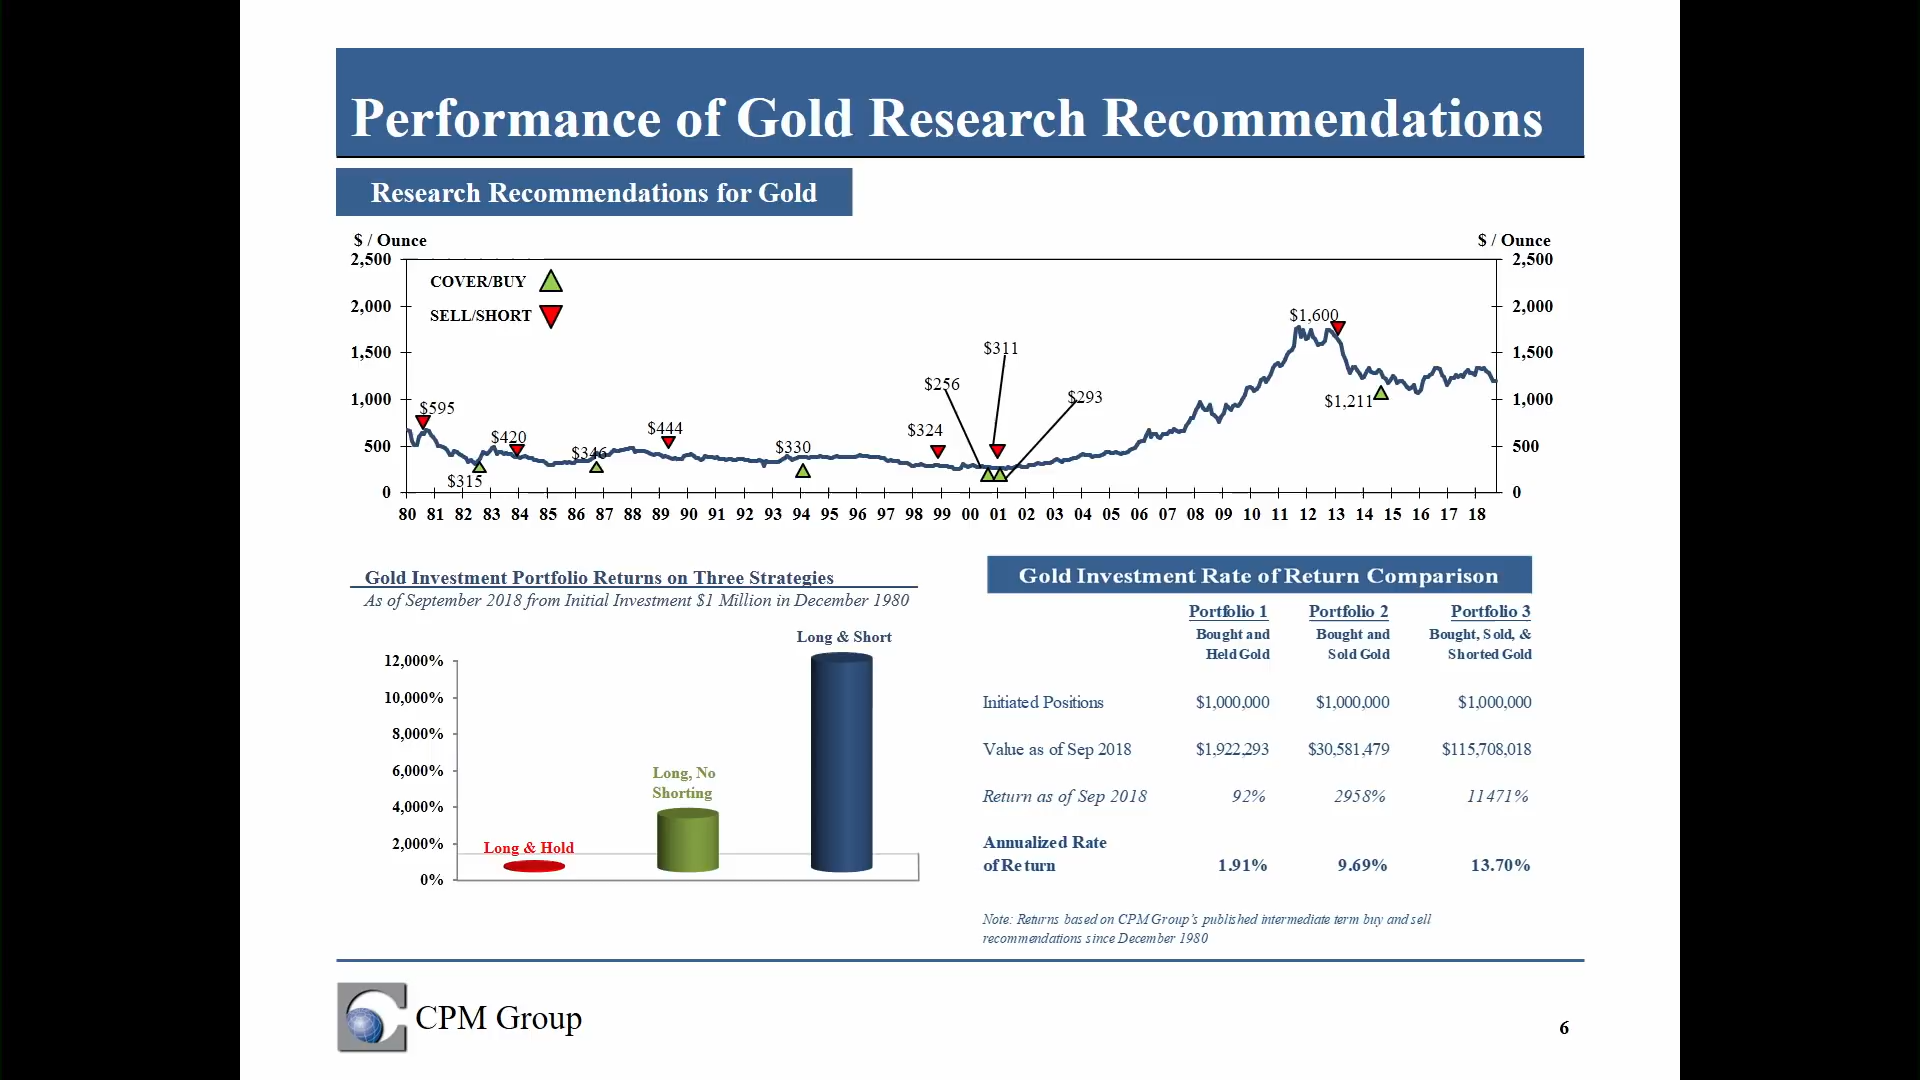 Performance of Gold Research Recommendations
Research Recommendations for Gold
$ / Ounce $ / Ounce
2,500 2,500
COVER/BUY
2,000 2,000
SELL/SHORT
$1,600
1,500 1,500
$311
$256
$293
1,000 1,000
$1,211
$595
$420
$346
$444
$330
$324
500 500
$315
0 0
80 81 82 83 84 85 86 87 88 89 90 91 92 93 94 95 96 97 98 99 00 01 02 03 04 05 06 07 08 09 10 11 12 13 14 15 16 17 18
Gold Investment Portfolio Returns on Three Strategies
As of September 2018 from Initial Investment $1 Million in December 1980
Long & Short
12,000%
10,000%
8,000%
6,000%
Long, No
Shorting
4,000%
2,000%
Long & Hold
0%
Gold Investment Rate of Return Comparison
Portfolio 1 Portfolio 2 Portfolio 3
Bought and Bought and Bought, Sold, &
Held Gold Sold Gold Shorted Gold
Initiated Positions $1,000,000 $1,000,000 $1,000,000
Value as of Sep 2018 $1,922,293 $30,581,479 $115,708,018
Return as of Sep 2018 92% 2958% 11471%
Annualized Rate
of Return 1.91% 9.69% 13.70%
Note: Returns based on CPM Group's published intermediate term buy and sell
recommendations since December 1980
CPM Group
6